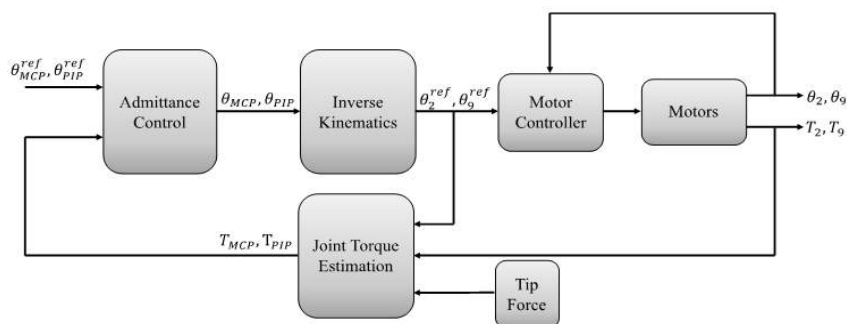 θ_MCP^ref, θ_PIP^ref
Admittance
Control
θ_MCP, θ_PIP
Inverse
Kinematics
θ_2^ref, θ_9^ref
Motor
Controller
Motors
θ_2, θ_9
T_2, T_9
T_MCP, T_PIP
Joint Torque
Estimation
Tip
Force